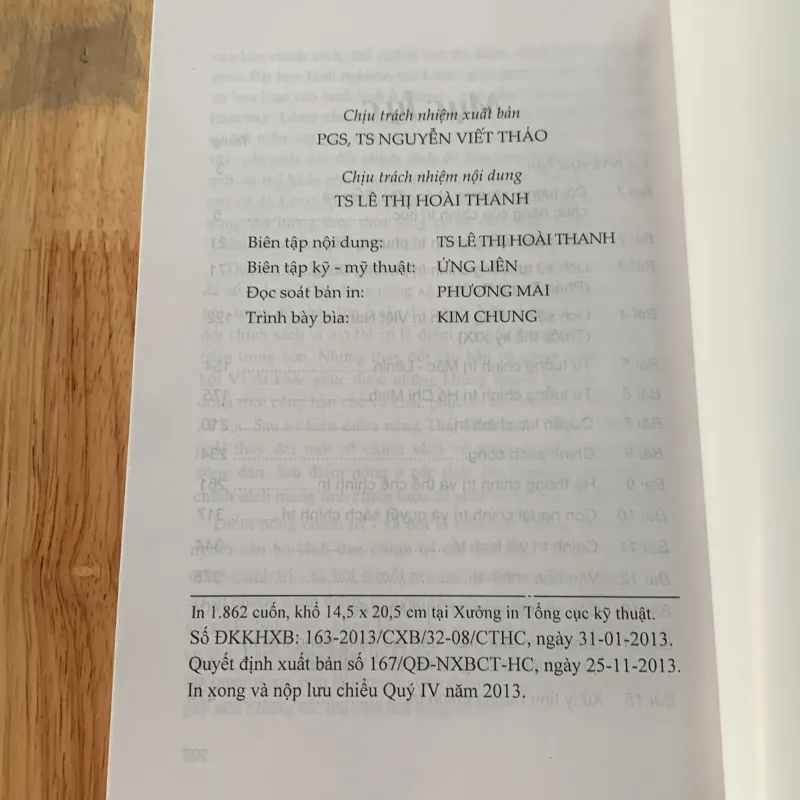 Chịu trách nhiệm xuất bản
PGS, TS NGUYỄN VIẾT THẢO
Chịu trách nhiệm nội dung
TS LÊ THỊ HOÀI THANH
Biên tập nội dung: TS LÊ THỊ HOÀI THANH
Biên tập kỹ - mỹ thuật: ỨNG LIÊN
Đọc soát bản in: PHƯƠNG MAI
Trình bày bìa: KIM CHUNG
In 1.862 cuốn, khổ 14,5 x 20,5 cm tại Xưởng in Tổng cục kỹ thuật.
Số ĐKKHXB: 163-2013/CXB/32-08/CTHC, ngày 31-01-2013.
Quyết định xuất bản số 167/QĐ-NXBCT-HC, ngày 25-11-2013.
In xong và nộp lưu chiểu Quý IV năm 2013.